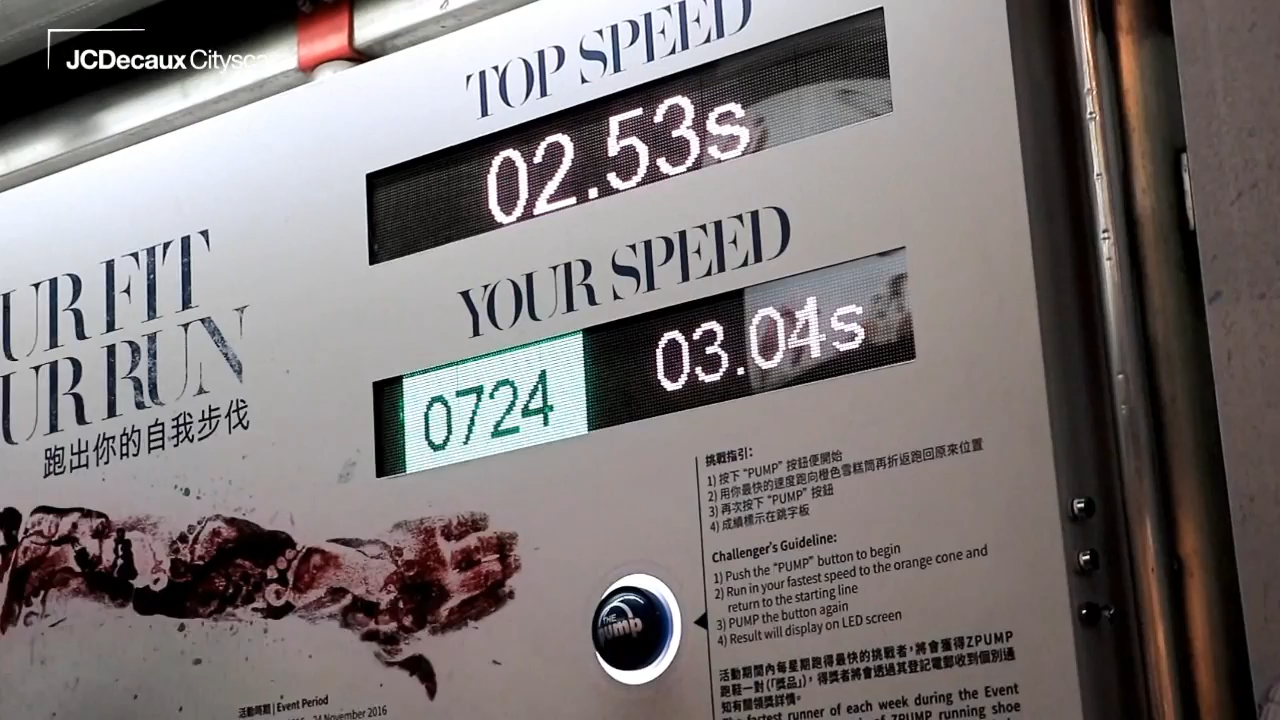 JCDecaux Citysca
TOP SPEED
02.53s
YOUR SPEED
0724 03.04s
UR FIT
UR RUN
跑出你的自我步伐
挑戰指引：
1) 按下 “PUMP” 按鈕便開始
2) 用你最快的速度跑向橙色雪糕筒再折返跑回原來位置
3) 再次按下 “PUMP” 按鈕
4) 成績標示在跳字板
Challenger's Guideline:
1) Push the “PUMP” button to begin
2) Run in your fastest speed to the orange cone and
return to the starting line
3) PUMP the button again
4) Result will display on LED screen
THE
pump
活動期間內每星期跑得最快的挑戰者，將會獲得ZPUMP
跑鞋一對（「獎品」），得獎者將會透過其登記電郵收到個別通
知有關領獎詳情。
fastest runner of each week during the Event
of ZPUMP running shoe
活動時期 | Event Period
24 November 2016